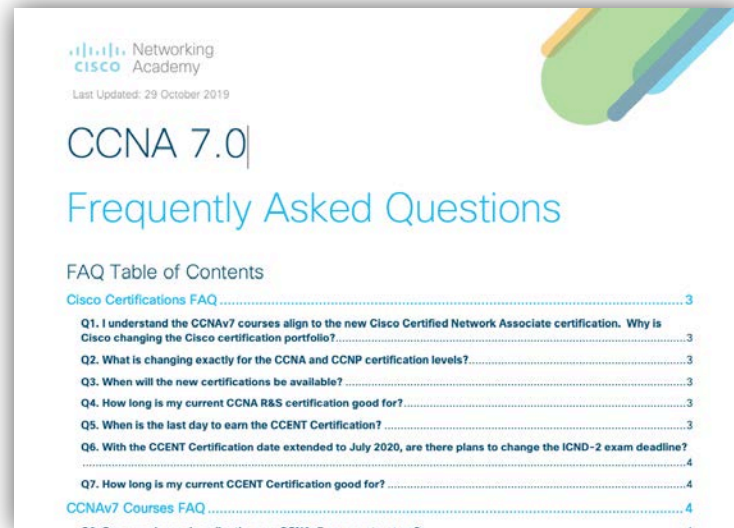 Networking
CISCO Academy
Last Updated: 29 October 2019
CCNA 7.0
Frequently Asked Questions
FAQ Table of Contents
Cisco Certifications FAQ ........ 3
Q1. I understand the CCNAv7 courses align to the new Cisco Certified Network Associate certification. Why is
Cisco changing the Cisco certification portfolio? ........ 3
Q2. What is changing exactly for the CCNA and CCNP certification levels? ........ 3
Q3. When will the new certifications be available? ........ 3
Q4. How long is my current CCNA R&S certification good for? ........ 3
Q5. When is the last day to earn the CCENT Certification? ........ 3
Q6. With the CCENT Certification date extended to July 2020, are there plans to change the ICND-2 exam deadline?
........ 4
Q7. How long is my current CCENT Certification good for? ........ 4
CCNAv7 Courses FAQ ........ 4